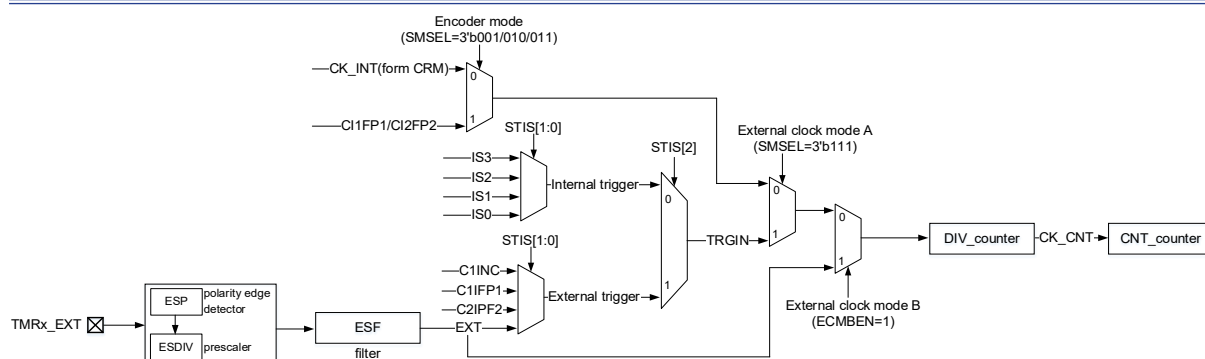 Encoder mode
(SMSEL=3'b001/010/011)
CK_INT(form CRM)
0
CI1FP1/CI2FP2
1
STIS[1:0]
IS3
IS2
IS1
IS0
Internal trigger
STIS[2]
0
1
External clock mode A
(SMSEL=3'b111)
0
1
TRGIN
0
1
DIV_counter
CK_CNT
CNT_counter
STIS[1:0]
C1INC
C1IFP1
C2IPF2
EXT
External trigger
External clock mode B
(ECMBEN=1)
TMRx_EXT
ESP
polarity edge
detector
ESDIV
prescaler
ESF
filter